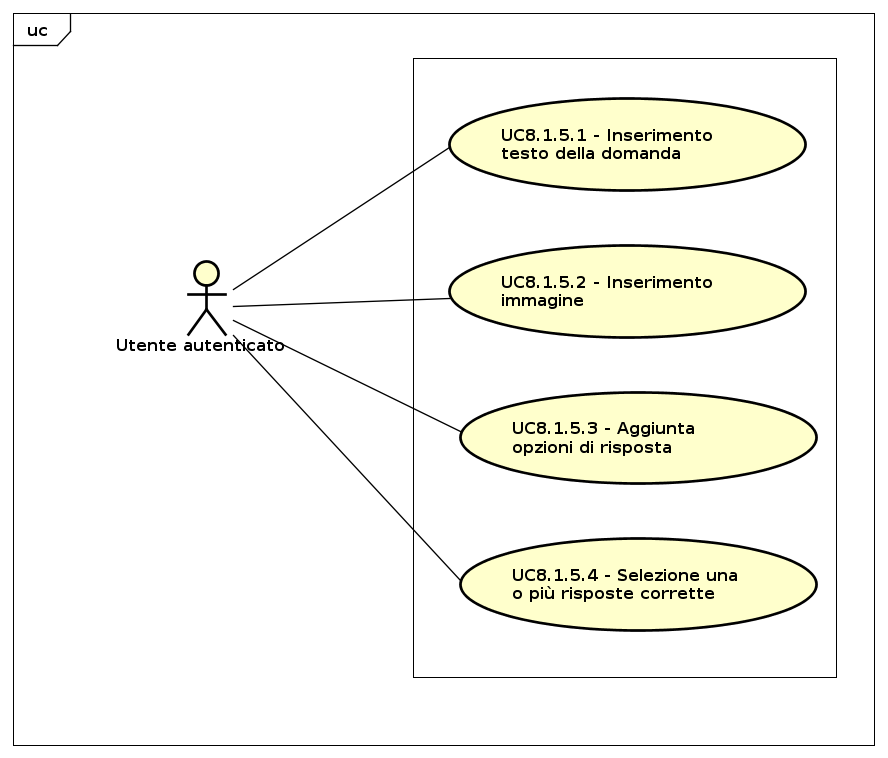 uc
UC8.1.5.1 - Inserimento
testo della domanda
UC8.1.5.2 - Inserimento
immagine
Utente autenticato
UC8.1.5.3 - Aggiunta
opzioni di risposta
UC8.1.5.4 - Selezione una
o più risposte corrette